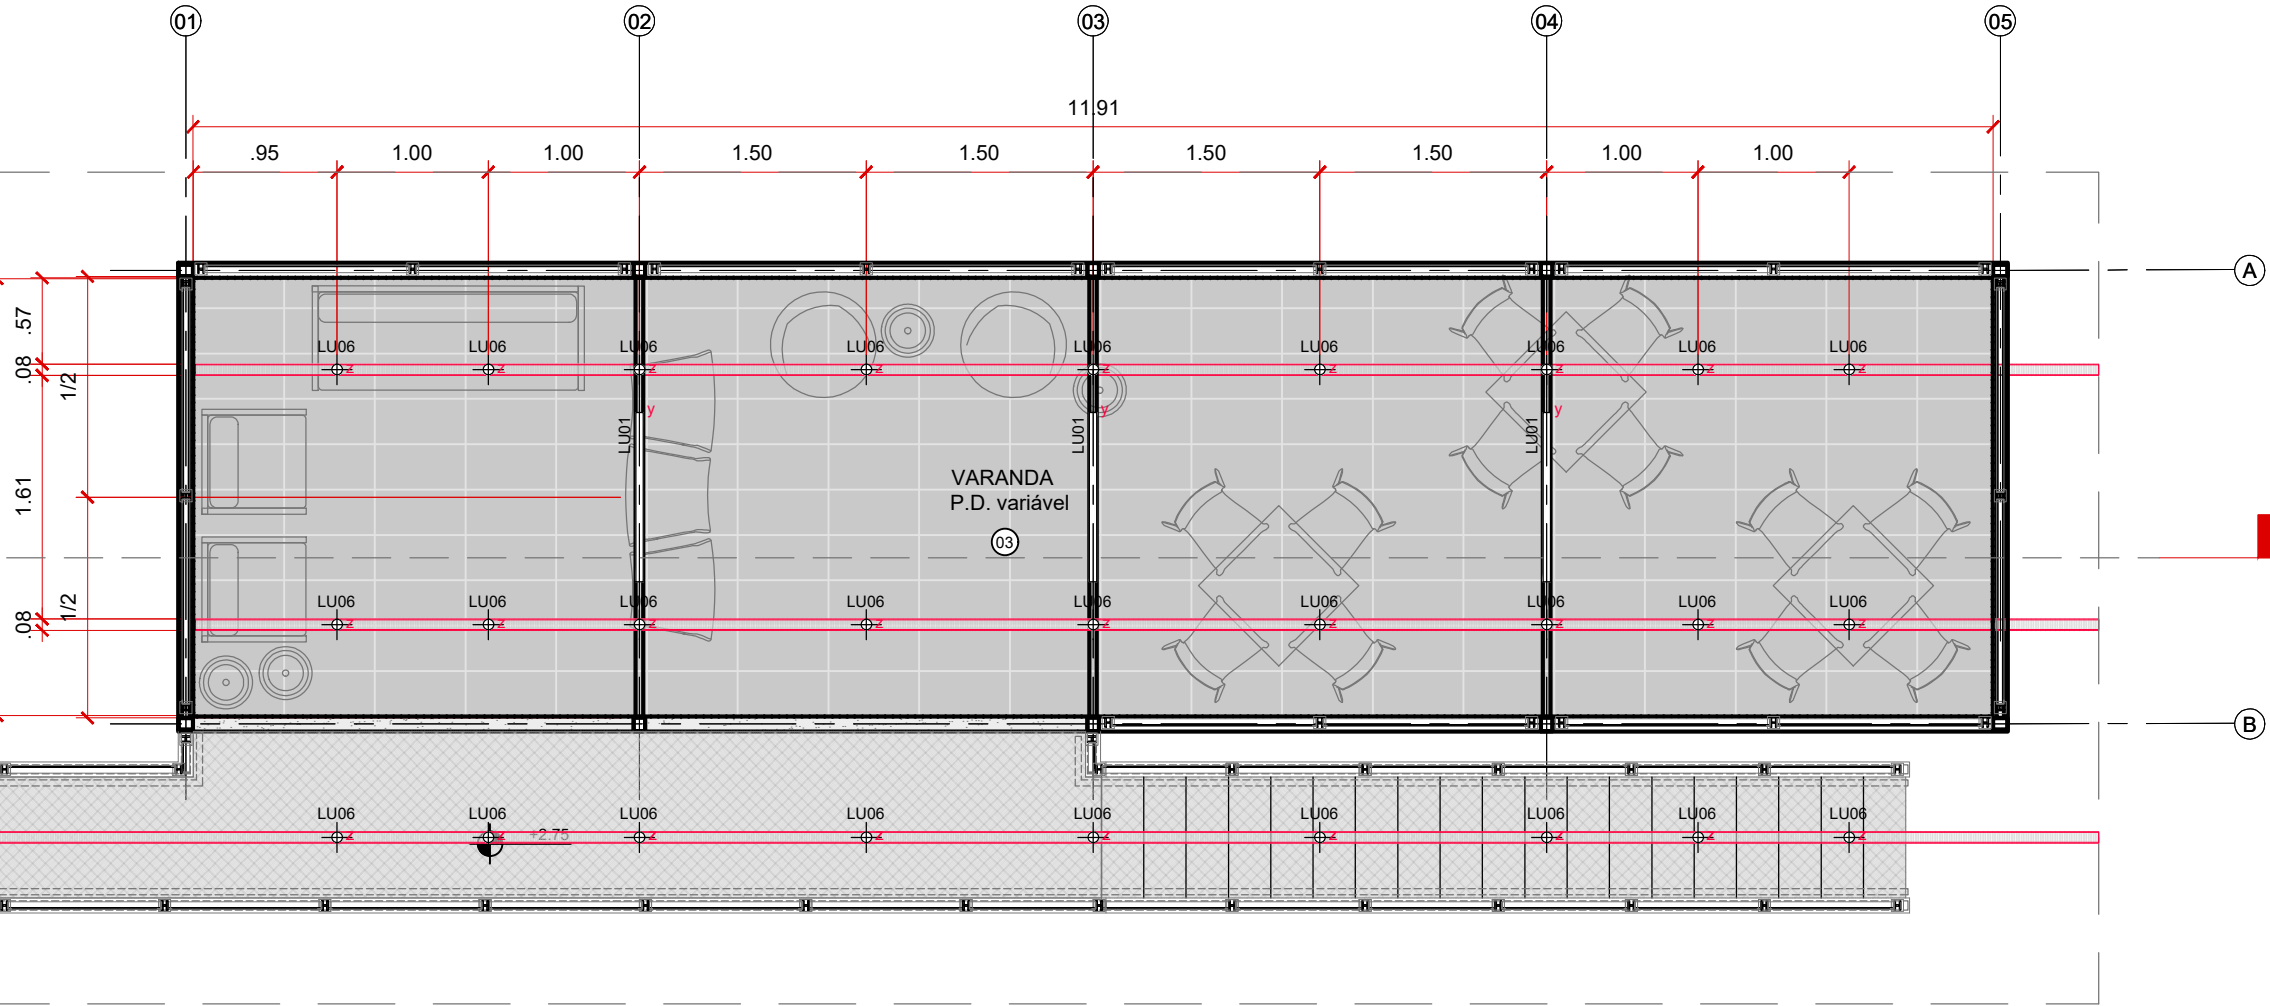 01 02 03 04 05
11.91
.95 1.00 1.00 1.50 1.50 1.50 1.50 1.00 1.00
A
.57
.08
1/2
LU06 LU06 LU06 LU06 LU06 LU06 LU06 LU06 LU06
z z z z z z z z z
y y y
LU01 LU01 LU01
1.61
VARANDA
P.D. variável
03
1/2
.08
LU06 LU06 LU06 LU06 LU06 LU06 LU06 LU06 LU06
z z z z z z z z z
B
LU06 LU06 LU06 LU06 LU06 LU06 LU06 LU06 LU06
z z z z z z z z z
+2.75